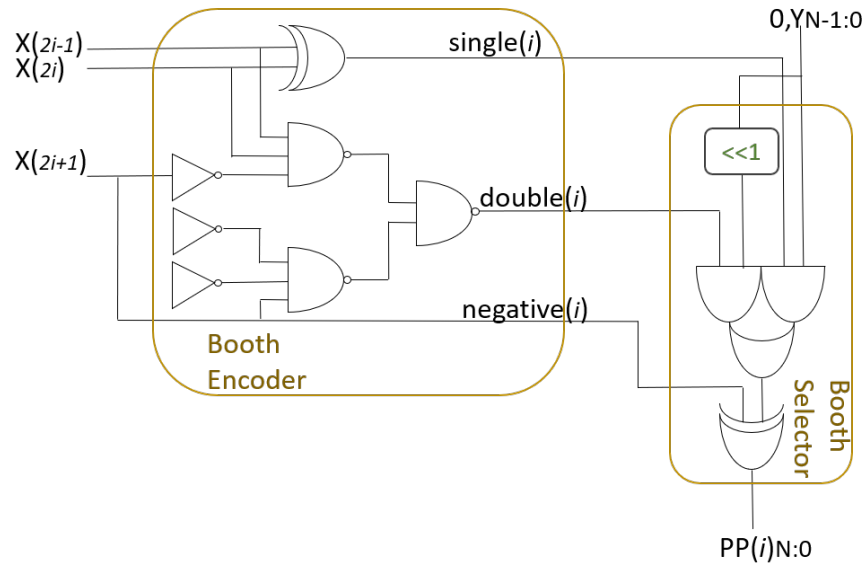 X(2i-1)
X(2i)
X(2i+1)
single(i)
0,YN-1:0
<<1
double(i)
negative(i)
Booth
Encoder
Booth
Selector
PP(i)N:0